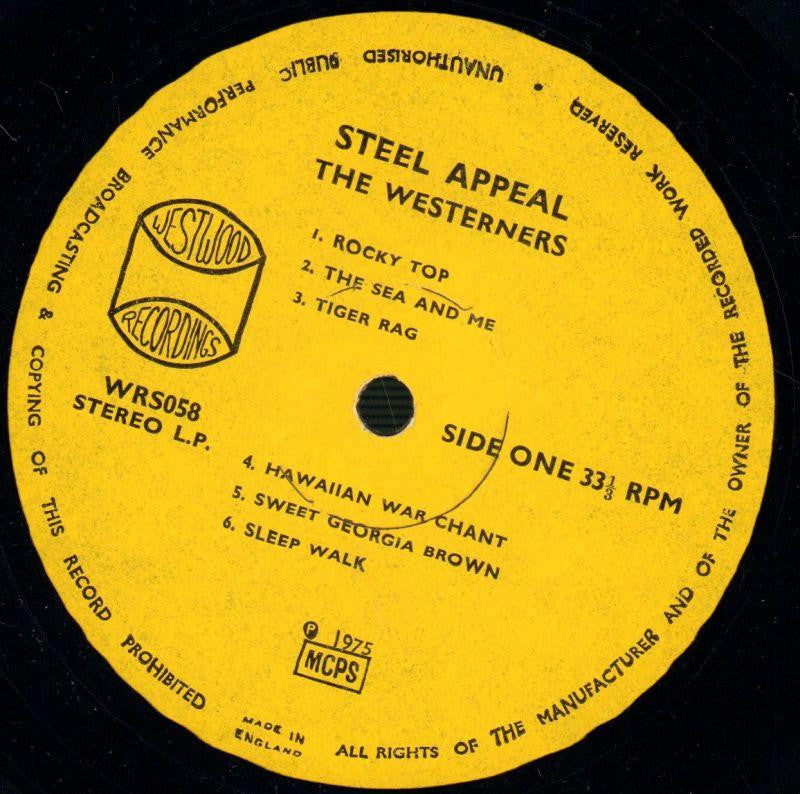 STEEL APPEAL
THE WESTERNERS
1. ROCKY TOP
2. THE SEA AND ME
3. TIGER RAG
WESTWOOD
RECORDINGS
WRS058
STEREO L.P.
SIDE ONE 33⅓ RPM
4. HAWAIIAN WAR CHANT
5. SWEET GEORGIA BROWN
6. SLEEP WALK
Ⓟ 1975
MCPS
MADE IN
ENGLAND
ALL RIGHTS OF THE MANUFACTURER AND OF THE OWNER OF THE RECORDED WORK RESERVED • UNAUTHORISED PUBLIC PERFORMANCE BROADCASTING & COPYING OF THIS RECORD PROHIBITED